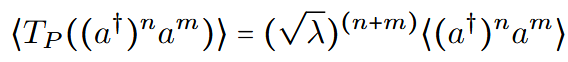 ⟨T_P((a^†)^n a^m)⟩ = (√λ)^(n+m)⟨(a^†)^n a^m⟩